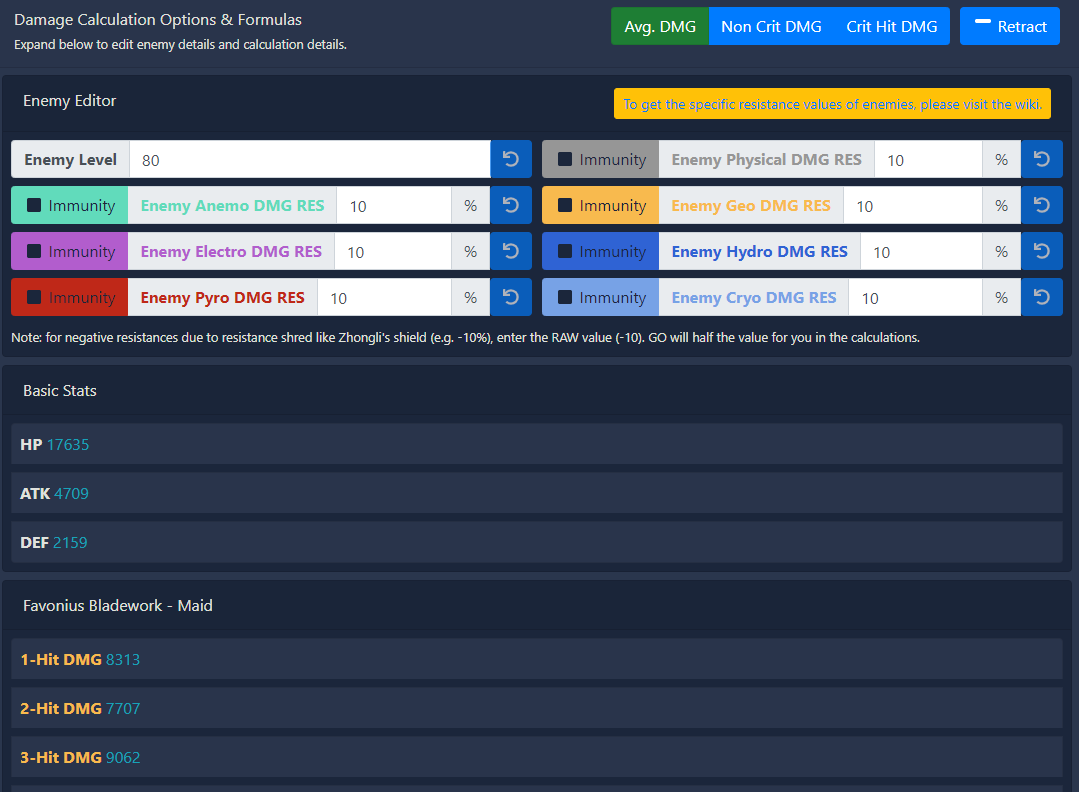 Damage Calculation Options & Formulas
Expand below to edit enemy details and calculation details.
Avg. DMG Non Crit DMG Crit Hit DMG Retract
Enemy Editor
To get the specific resistance values of enemies, please visit the wiki.
Enemy Level 80
Immunity Enemy Physical DMG RES 10 %
Immunity Enemy Anemo DMG RES 10 %
Immunity Enemy Geo DMG RES 10 %
Immunity Enemy Electro DMG RES 10 %
Immunity Enemy Hydro DMG RES 10 %
Immunity Enemy Pyro DMG RES 10 %
Immunity Enemy Cryo DMG RES 10 %
Note: for negative resistances due to resistance shred like Zhongli's shield (e.g. -10%), enter the RAW value (-10). GO will half the value for you in the calculations.
Basic Stats
HP 17635
ATK 4709
DEF 2159
Favonius Bladework - Maid
1-Hit DMG 8313
2-Hit DMG 7707
3-Hit DMG 9062